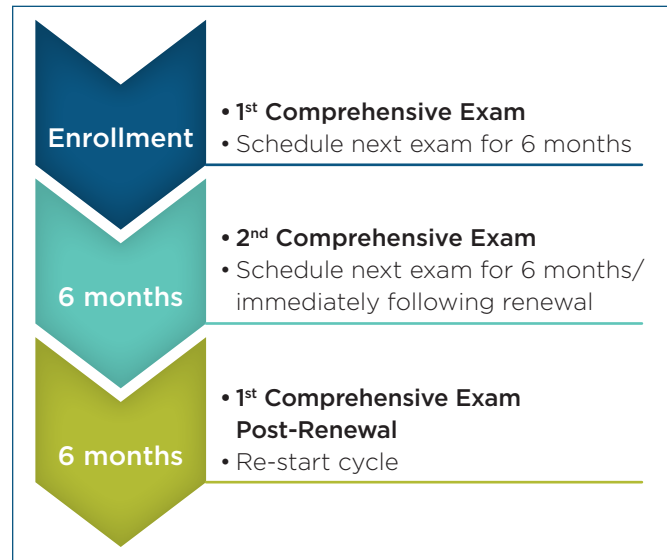 Enrollment
• 1st Comprehensive Exam
• Schedule next exam for 6 months
6 months
• 2nd Comprehensive Exam
• Schedule next exam for 6 months/
immediately following renewal
6 months
• 1st Comprehensive Exam
Post-Renewal
• Re-start cycle